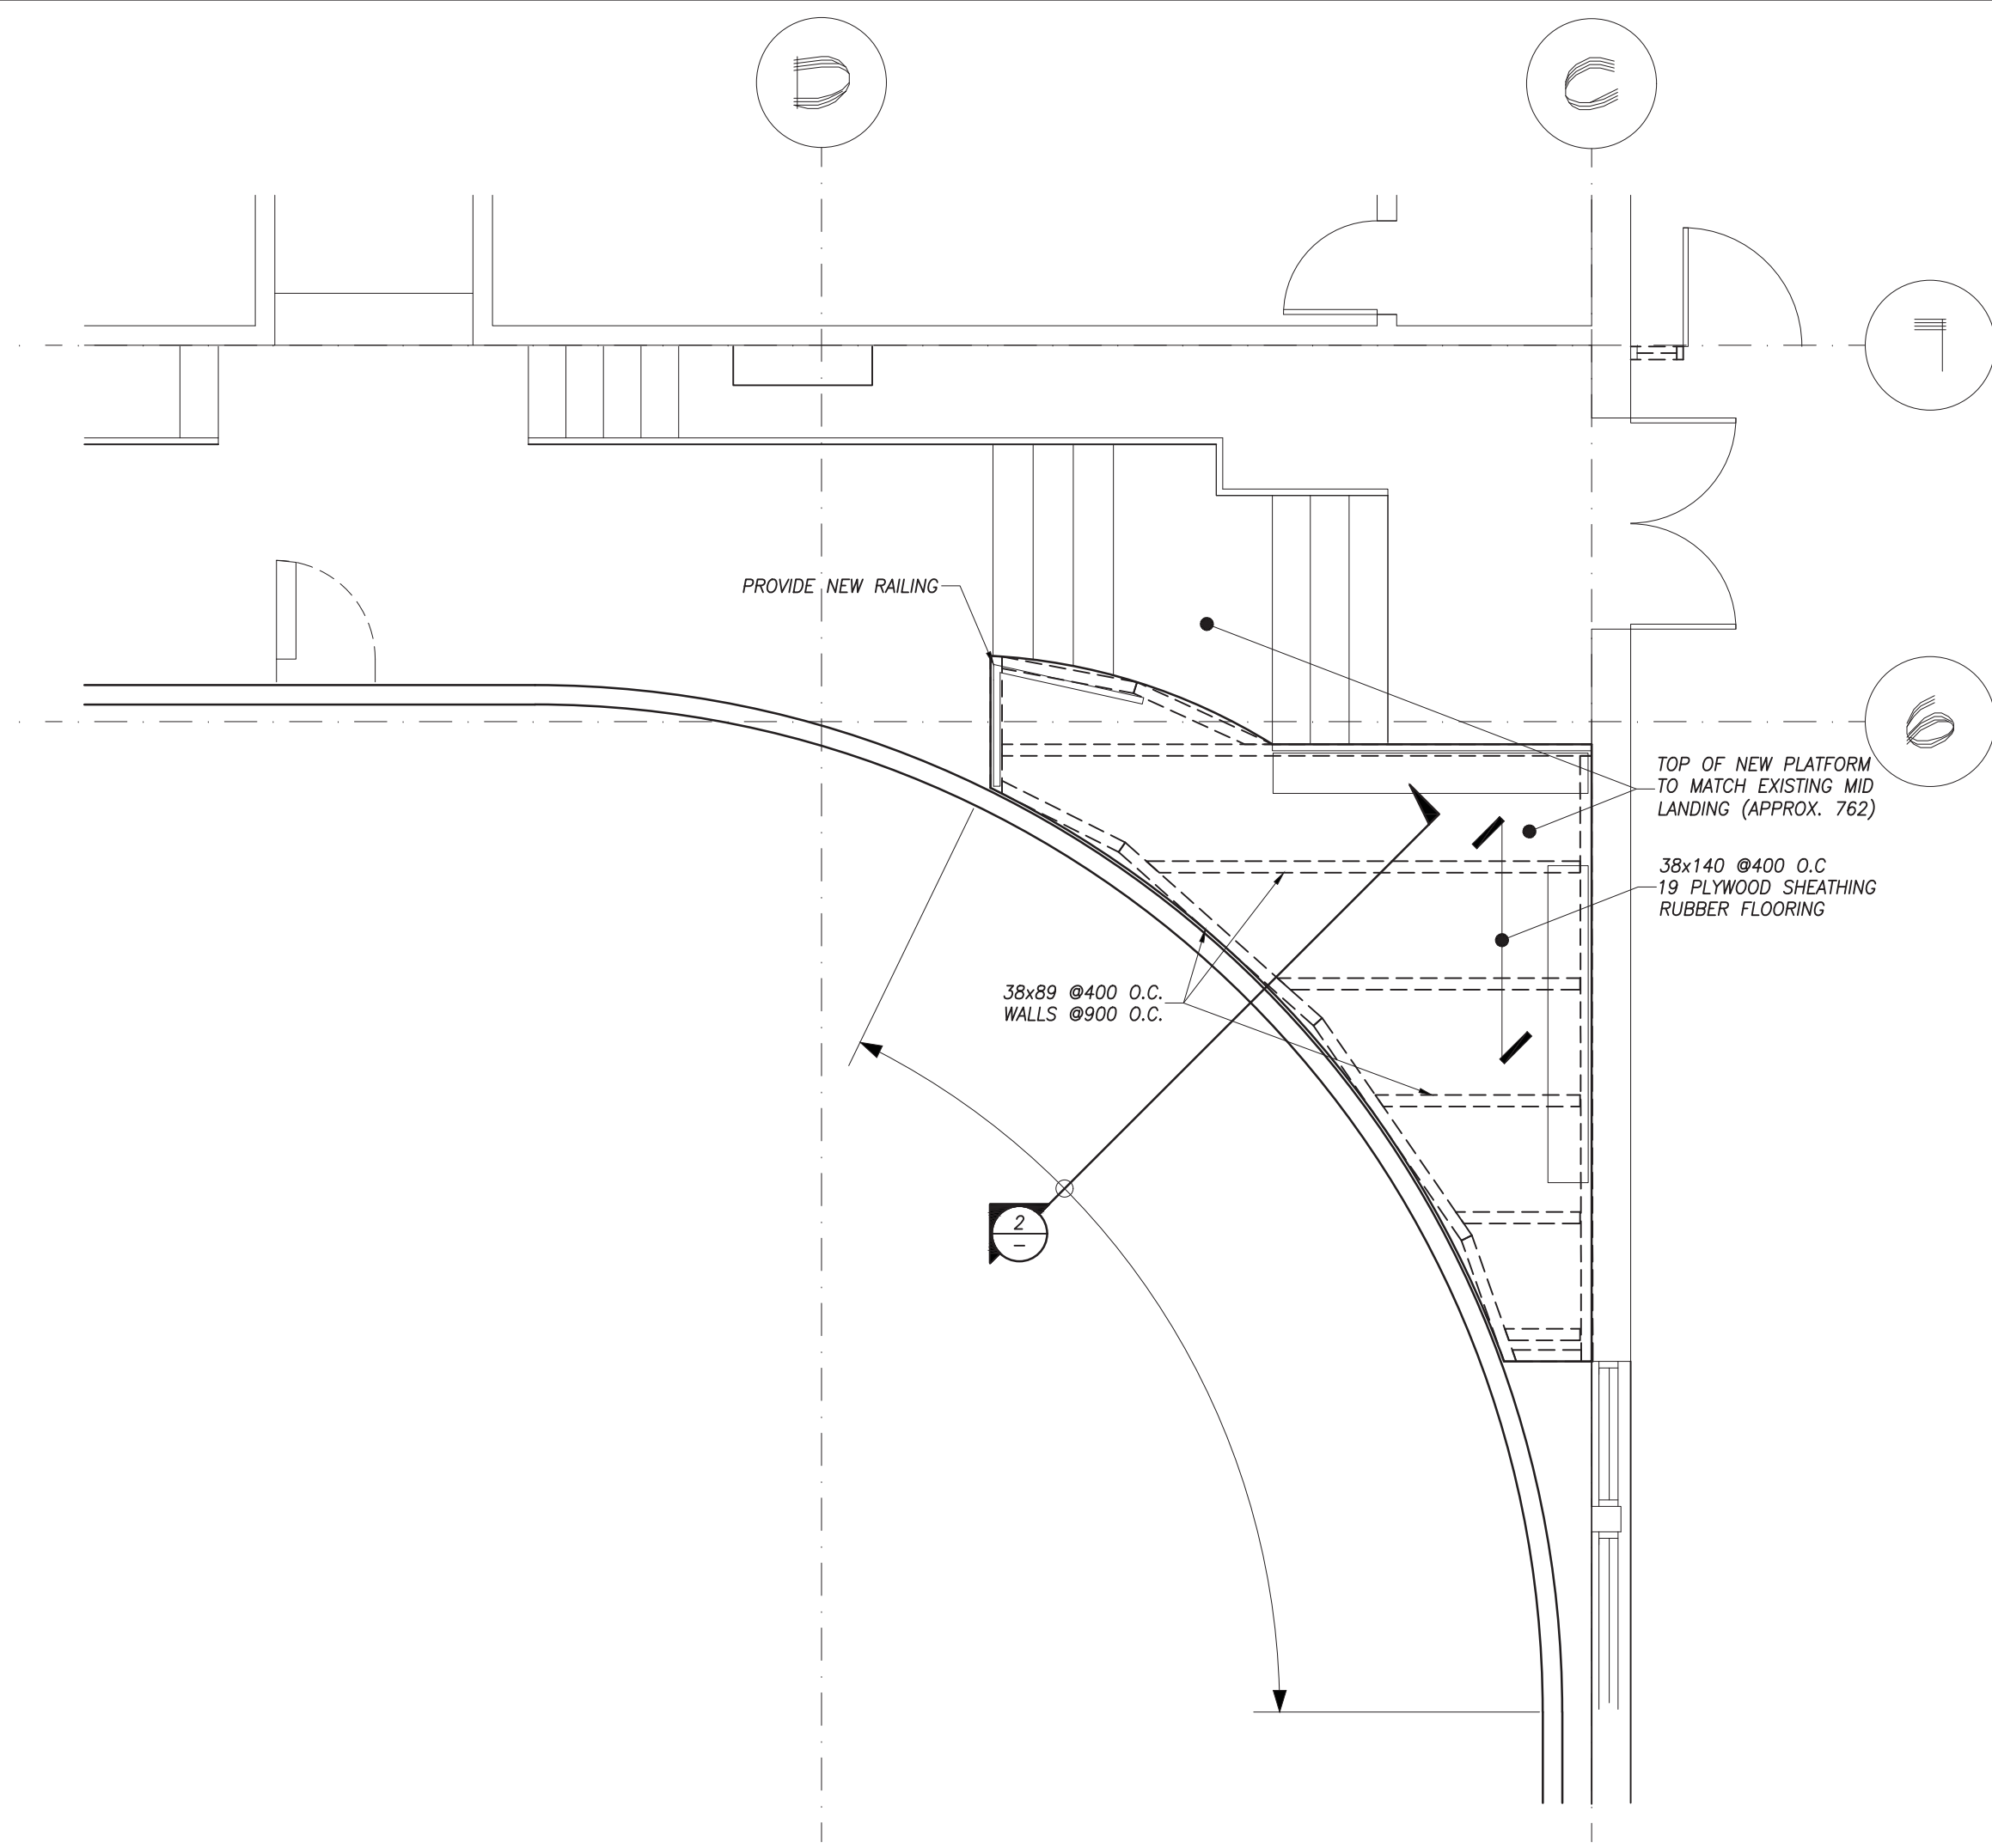 D
C
7
PROVIDE NEW RAILING
6
TOP OF NEW PLATFORM
TO MATCH EXISTING MID
LANDING (APPROX. 762)
38x140 @400 O.C
19 PLYWOOD SHEATHING
RUBBER FLOORING
38x89 @400 O.C.
WALLS @900 O.C.
2
–